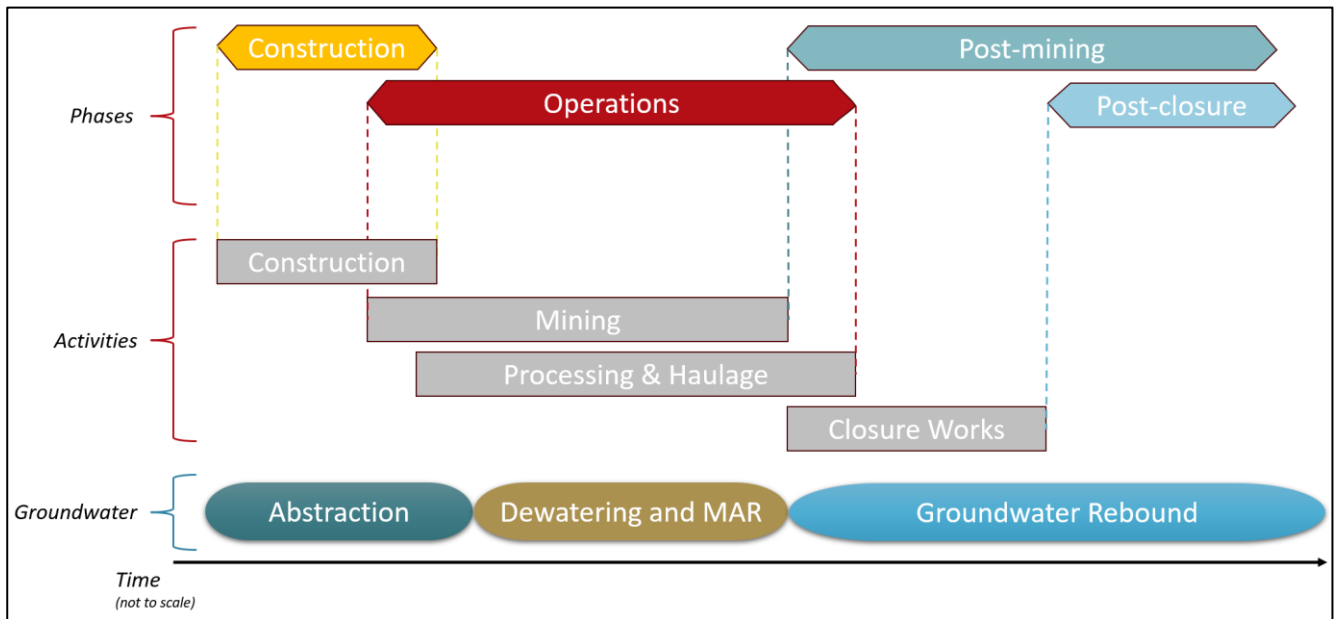 Construction
Post-mining
Operations
Post-closure
Phases
Construction
Mining
Activities
Processing & Haulage
Closure Works
Groundwater
Abstraction
Dewatering and MAR
Groundwater Rebound
Time
(not to scale)